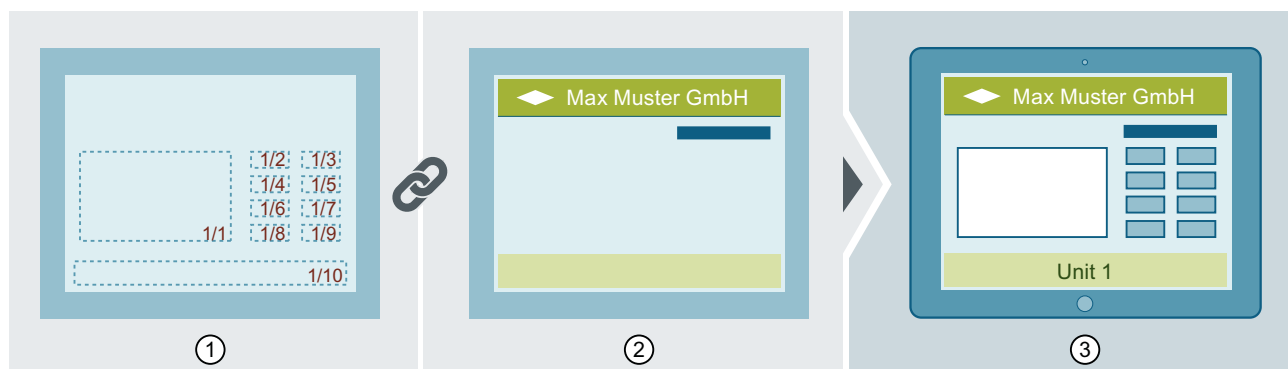 1/2 1/3
1/4 1/5
1/6 1/7
1/1 1/8 1/9
1/10
1
Max Muster GmbH
2
Max Muster GmbH
Unit 1
3